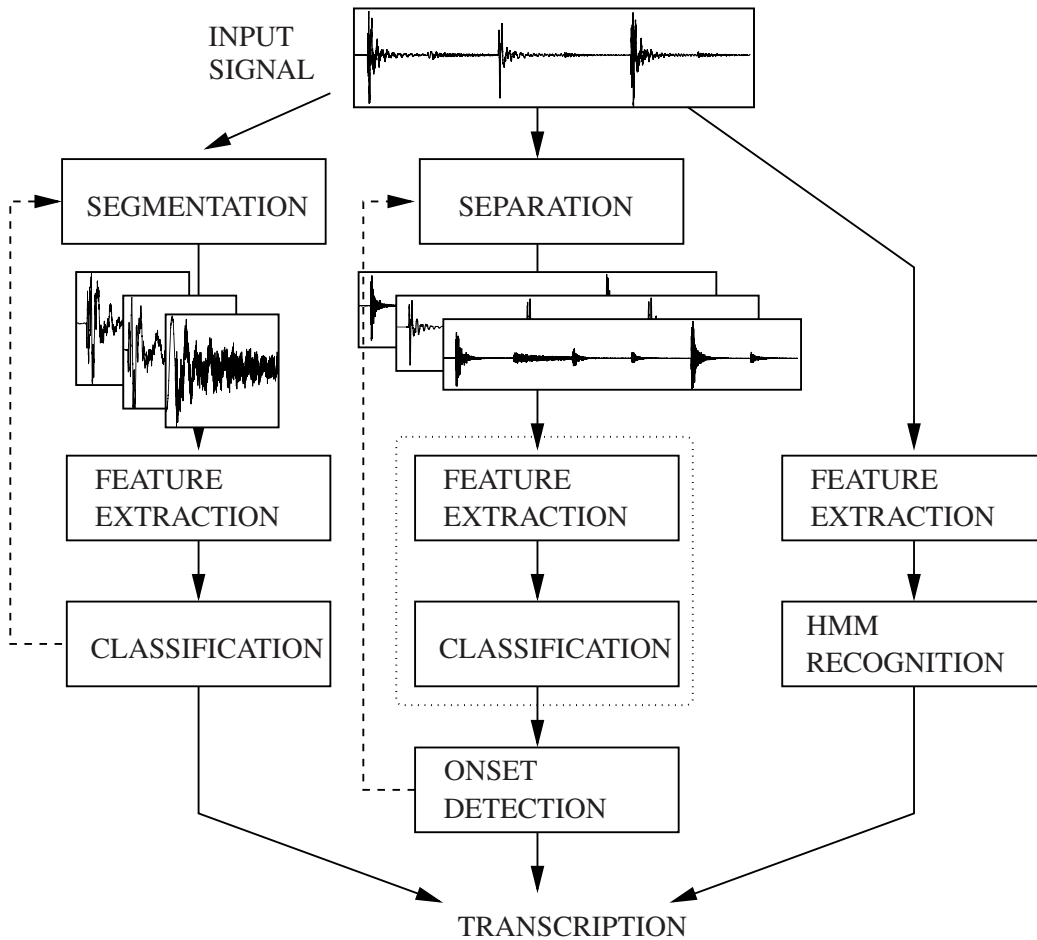 INPUT
SIGNAL
SEGMENTATION
SEPARATION
FEATURE
EXTRACTION
FEATURE
EXTRACTION
FEATURE
EXTRACTION
CLASSIFICATION
CLASSIFICATION
HMM
RECOGNITION
ONSET
DETECTION
TRANSCRIPTION